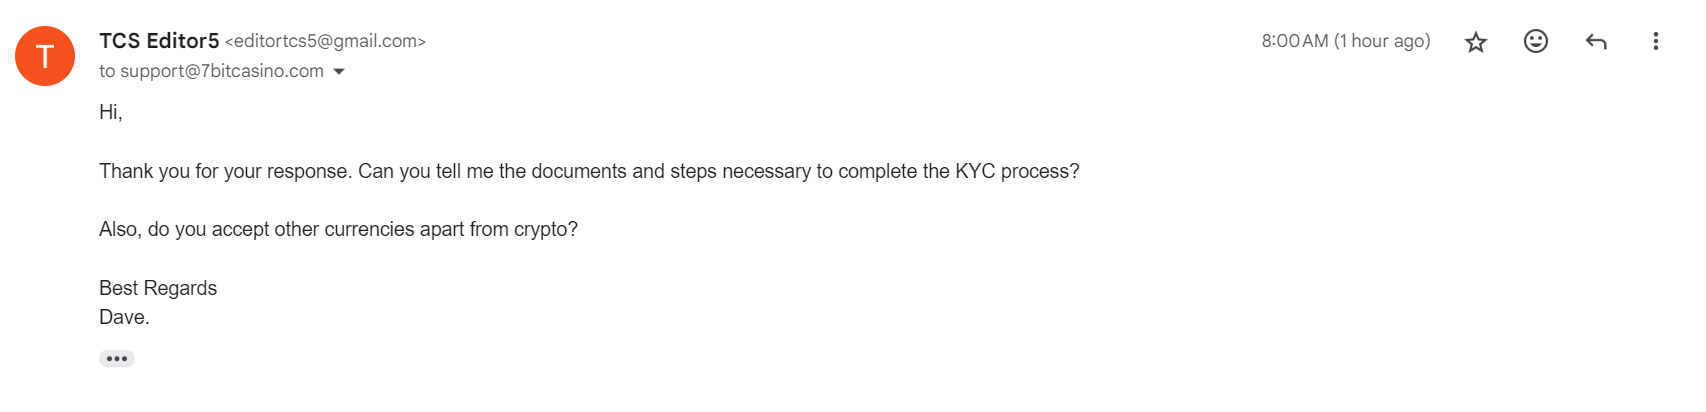 T
TCS Editor5 <editortcs5@gmail.com>
8:00 AM (1 hour ago)
to support@7bitcasino.com
Hi,
Thank you for your response. Can you tell me the documents and steps necessary to complete the KYC process?
Also, do you accept other currencies apart from crypto?
Best Regards
Dave.